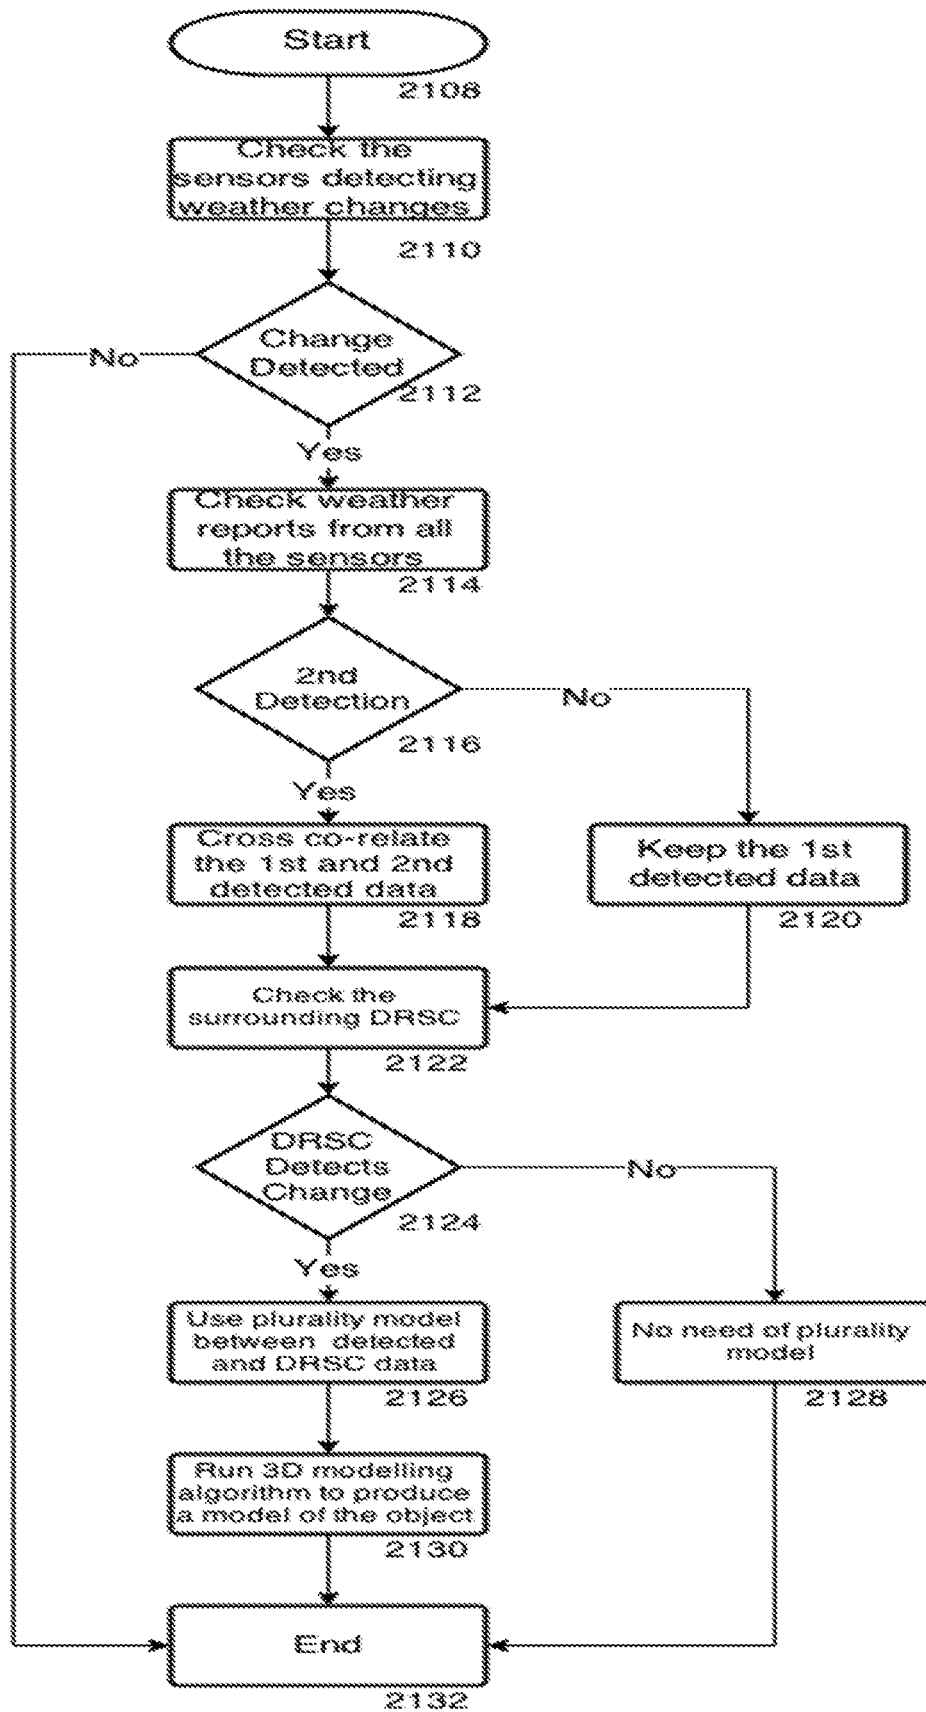 Start
2108
Check the
sensors detecting
weather changes
2110
Change
Detected
2112
No
Yes
Check weather
reports from all
the sensors
2114
2nd
Detection
2116
No
Yes
Cross co-relate
the 1st and 2nd
detected data
2118
Keep the 1st
detected data
2120
Check the
surrounding DRSC
2122
DRSC
Detects
Change
2124
No
Yes
Use plurality model
between detected
and DRSC data
2126
No need of plurality
model
2128
Run 3D modelling
algorithm to produce
a model of the object
2130
End
2132